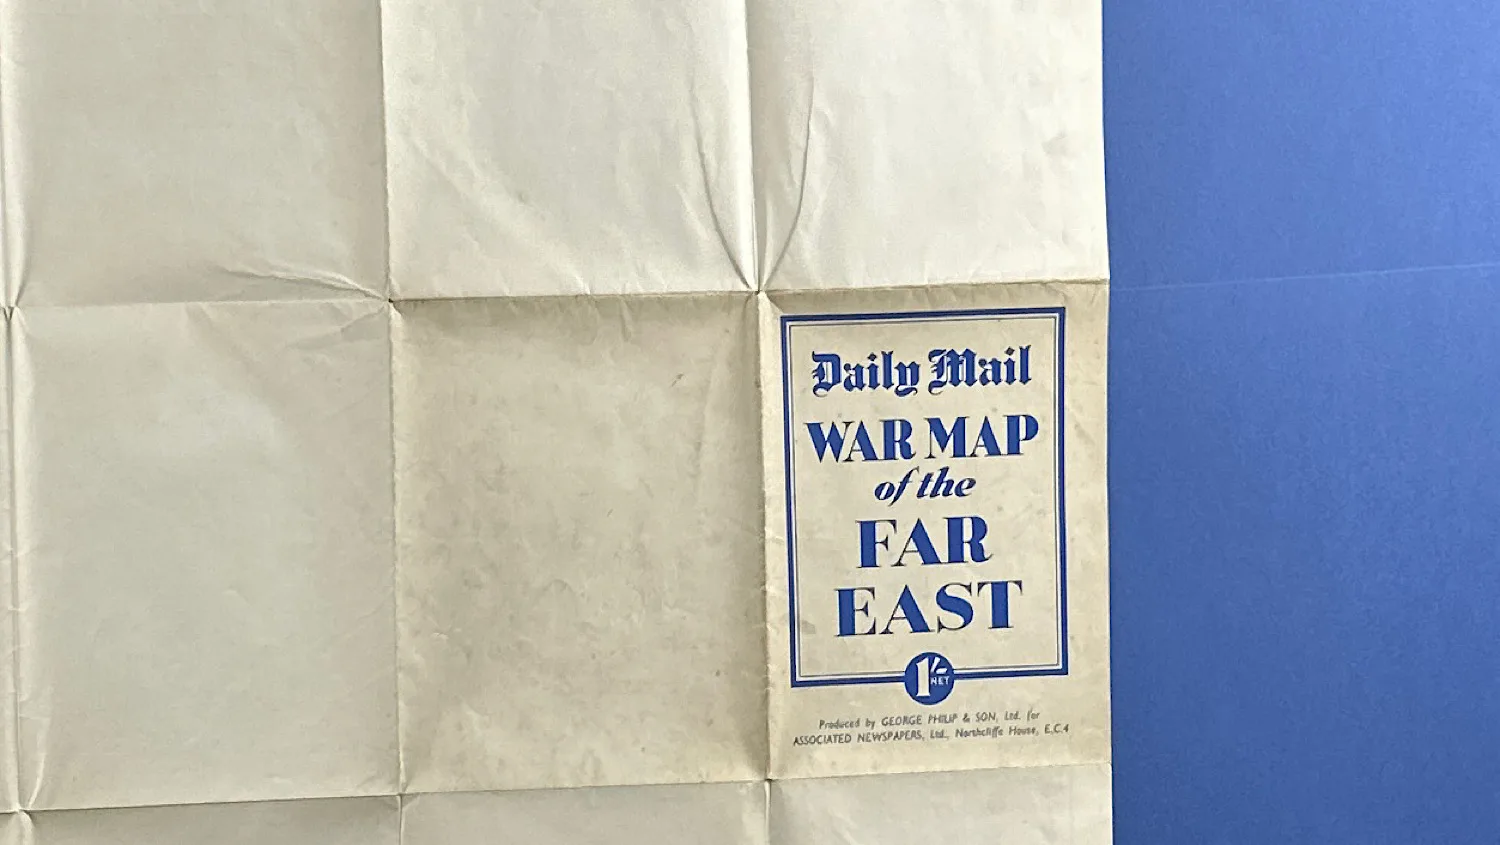 Daily Mail
WAR MAP
of the
FAR
EAST
1/- NET
Produced by GEORGE PHILIP & SON, Ltd. for
ASSOCIATED NEWSPAPERS, Ltd., Northcliffe House, E.C.4